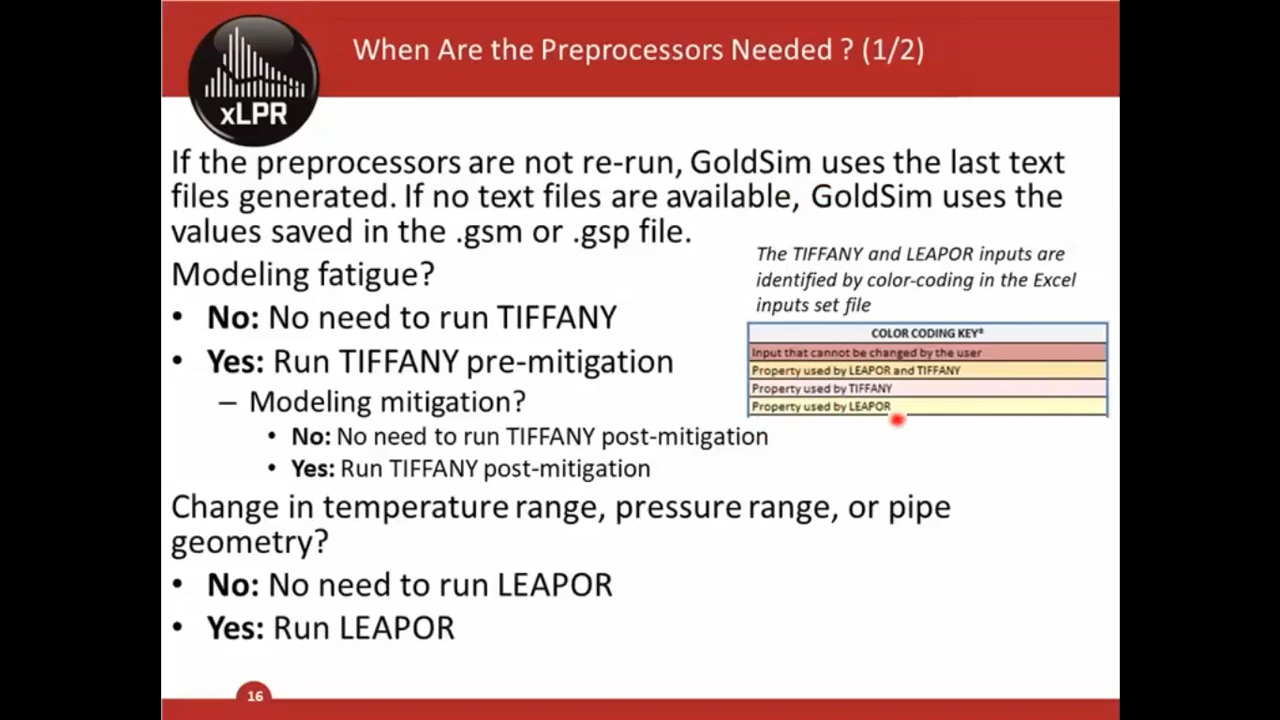 When Are the Preprocessors Needed ? (1/2)
xLPR
If the preprocessors are not re-run, GoldSim uses the last text
files generated. If no text files are available, GoldSim uses the
values saved in the .gsm or .gsp file.
The TIFFANY and LEAPOR inputs are
identified by color-coding in the Excel
inputs set file
COLOR CODING KEY*
Input that cannot be changed by the user
Property used by LEAPOR and TIFFANY
Property used by TIFFANY
Property used by LEAPOR
Modeling fatigue?
• No: No need to run TIFFANY
• Yes: Run TIFFANY pre-mitigation
– Modeling mitigation?
• No: No need to run TIFFANY post-mitigation
• Yes: Run TIFFANY post-mitigation
Change in temperature range, pressure range, or pipe
geometry?
• No: No need to run LEAPOR
• Yes: Run LEAPOR
16